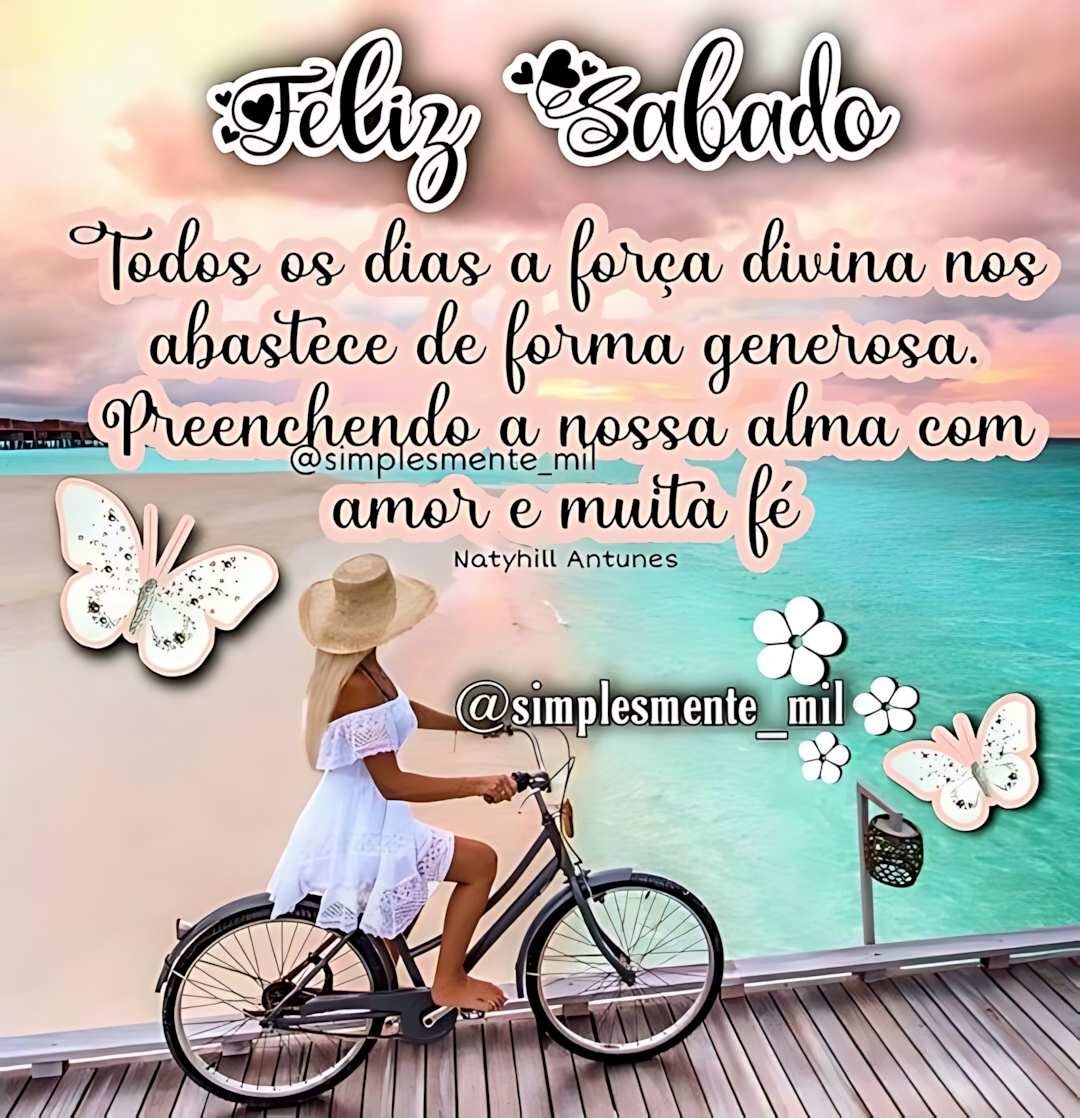 Feliz Sabado
Todos os dias a força divina nos
abastece de forma generosa.
Preenchendo a nossa alma com
@simplesmente_mil
amor e muita fé
Natyhill Antunes
@simplesmente_mil